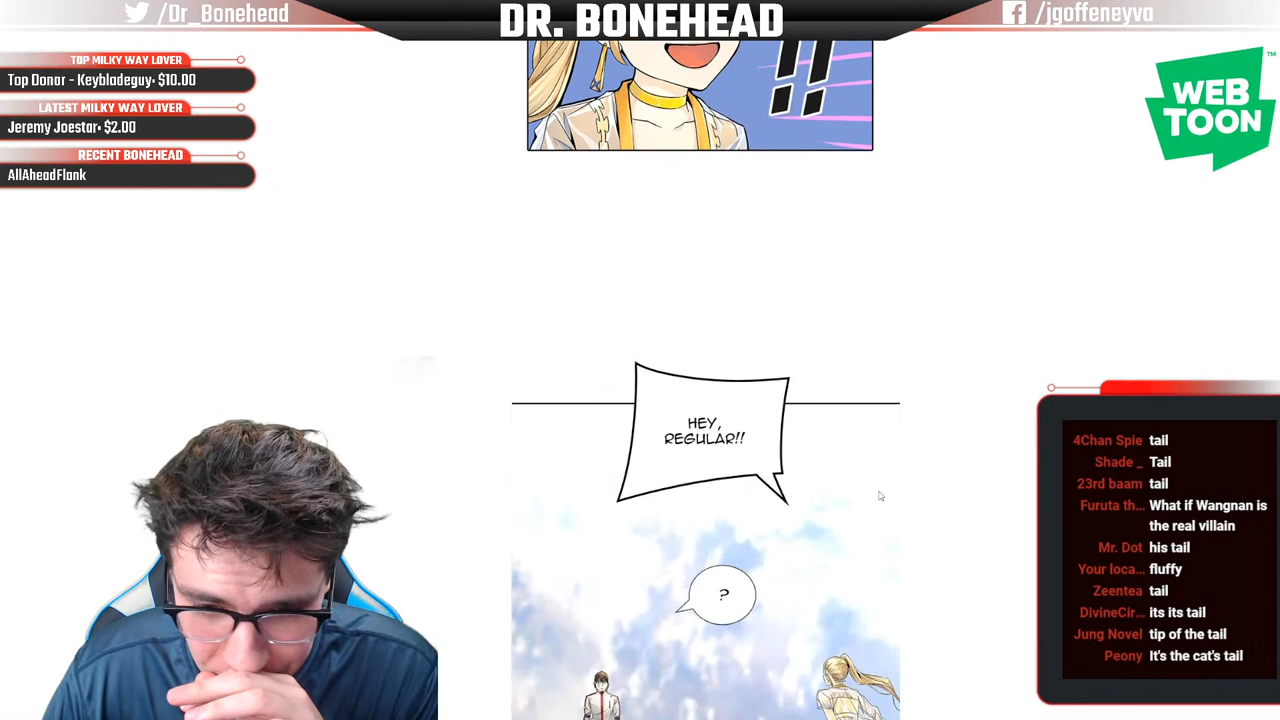 /Dr_Bonehead
DR. BONEHEAD
/jgoffeneyva
TOP MILKY WAY LOVER
Top Donor - Keybladeguy: $10.00
LATEST MILKY WAY LOVER
Jeremy Joestar: $2.00
RECENT BONEHEAD
AllAheadFlank
WEB
TOON
TM
!!
HEY,
REGULAR!!
?
4Chan Spie tail
Shade _ Tail
23rd baam tail
Furuta th... What if Wangnan is
the real villain
Mr. Dot his tail
Your loca... fluffy
Zeentea tail
DivineCir... its its tail
Jung Novel tip of the tail
Peony It's the cat's tail